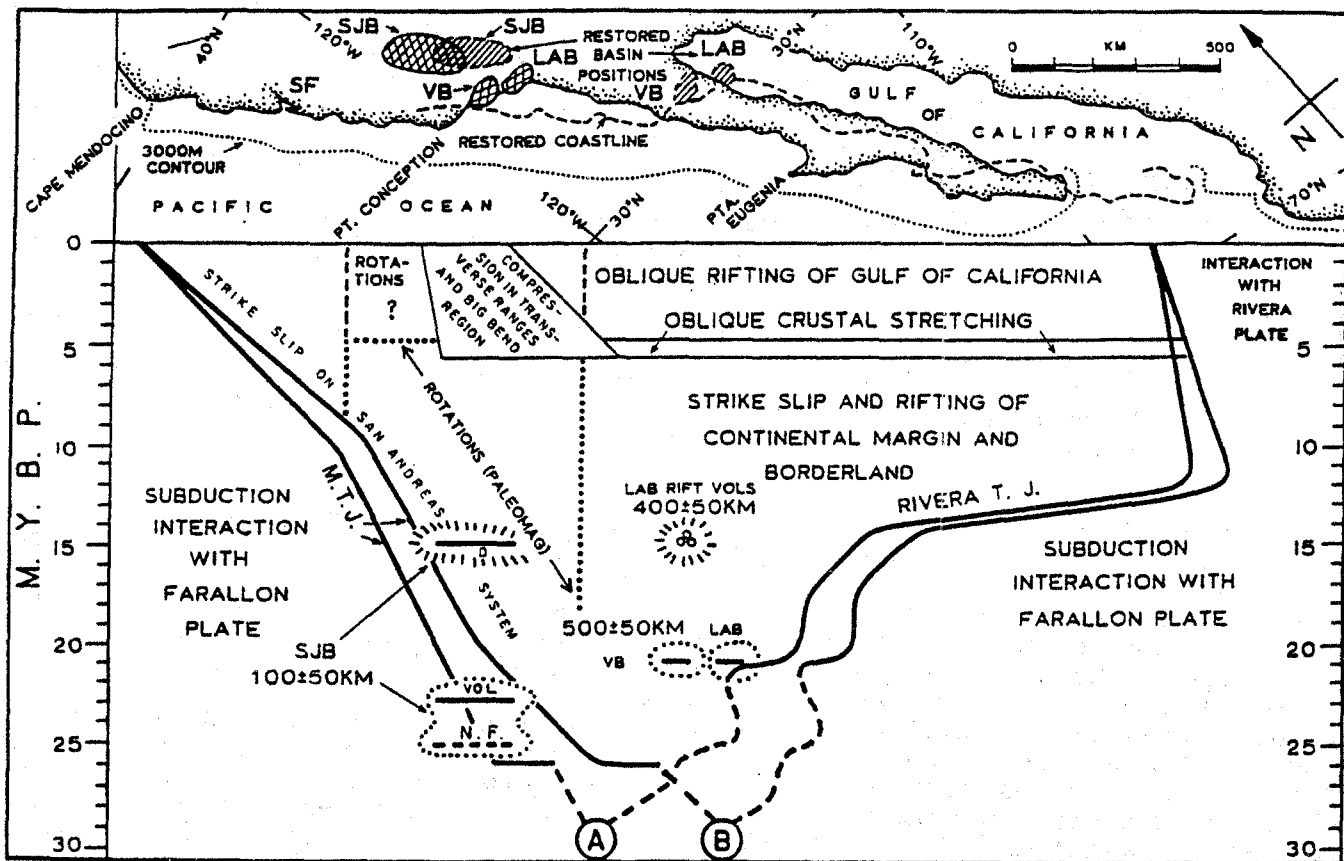 SJB
SJB
40°N
120°W
RESTORED
BASIN
POSITIONS
LAB
LAB
30°N
110°W
0 KM 500
SF
VB
VB
GULF
OF
CALIFORNIA
N
CAPE MENDOCINO
3000M
CONTOUR
RESTORED COASTLINE
PACIFIC OCEAN
PT. CONCEPTION
120°W
30°N
PTA.
EUGENIA
70°N
M. Y. B. P.
0
5
10
15
20
25
30
5
10
15
20
25
30
STRIKE SLIP ON SAN ANDREAS SYSTEM
ROTA-
TIONS
?
COMPRES-
SION IN TRANS-
VERSE RANGES
AND BIG BEND
REGION
OBLIQUE RIFTING OF GULF OF CALIFORNIA
OBLIQUE CRUSTAL STRETCHING
INTERACTION
WITH
RIVERA
PLATE
ROTATIONS (PALEOMAG)
STRIKE SLIP AND RIFTING OF
CONTINENTAL MARGIN AND
BORDERLAND
M.T.J.
SUBDUCTION
INTERACTION
WITH
FARALLON
PLATE
LAB RIFT VOLS
400±50KM
RIVERA T. J.
SUBDUCTION
INTERACTION WITH
FARALLON PLATE
500±50KM
VB
LAB
SJB
100±50KM
VOL
N. F.
A
B